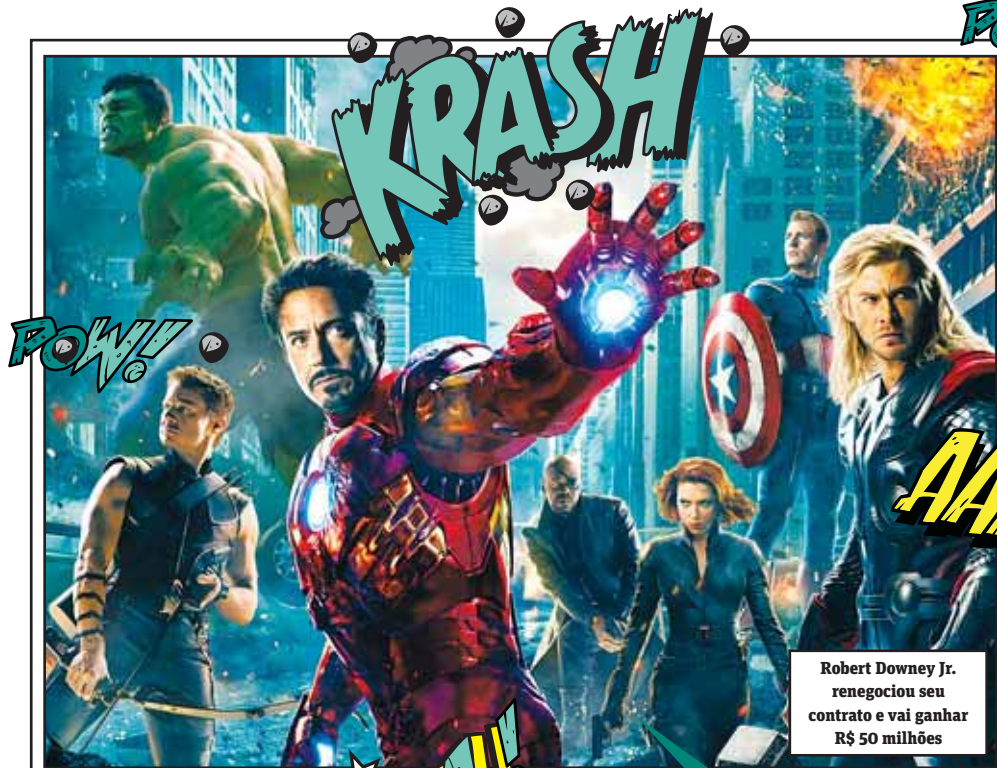 KRASH
POW!
Robert Downey Jr.
renegociou seu
contrato e vai ganhar
R$ 50 milhões